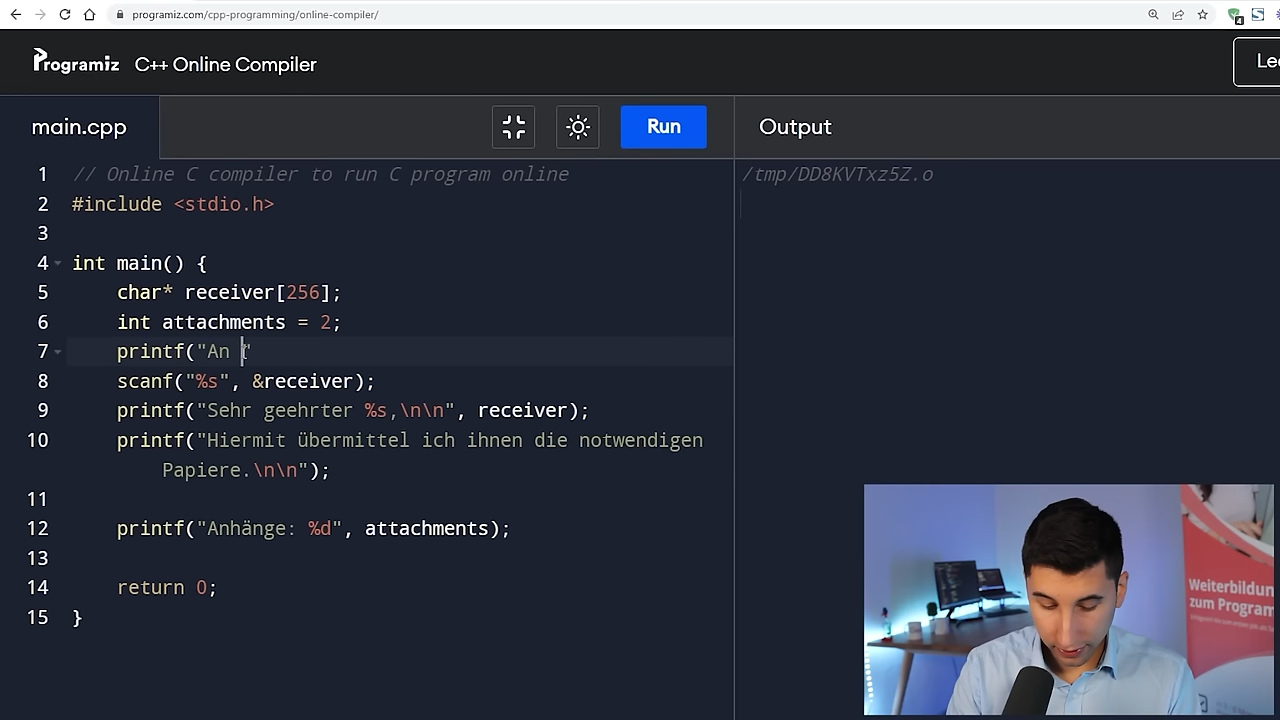 programiz.com/cpp-programming/online-compiler/
Programiz C++ Online Compiler
main.cpp
Run
Output
1 // Online C compiler to run C program online
2 #include <stdio.h>
3
4 int main() {
5 char* receiver[256];
6 int attachments = 2;
7 printf("An "
8 scanf("%s", &receiver);
9 printf("Sehr geehrter %s,\n\n", receiver);
10 printf("Hiermit übermittel ich ihnen die notwendigen
Papiere.\n\n");
11
12 printf("Anhänge: %d", attachments);
13
14 return 0;
15 }
/tmp/DD8KVTxz5Z.o
Weiterbildun
zum Program